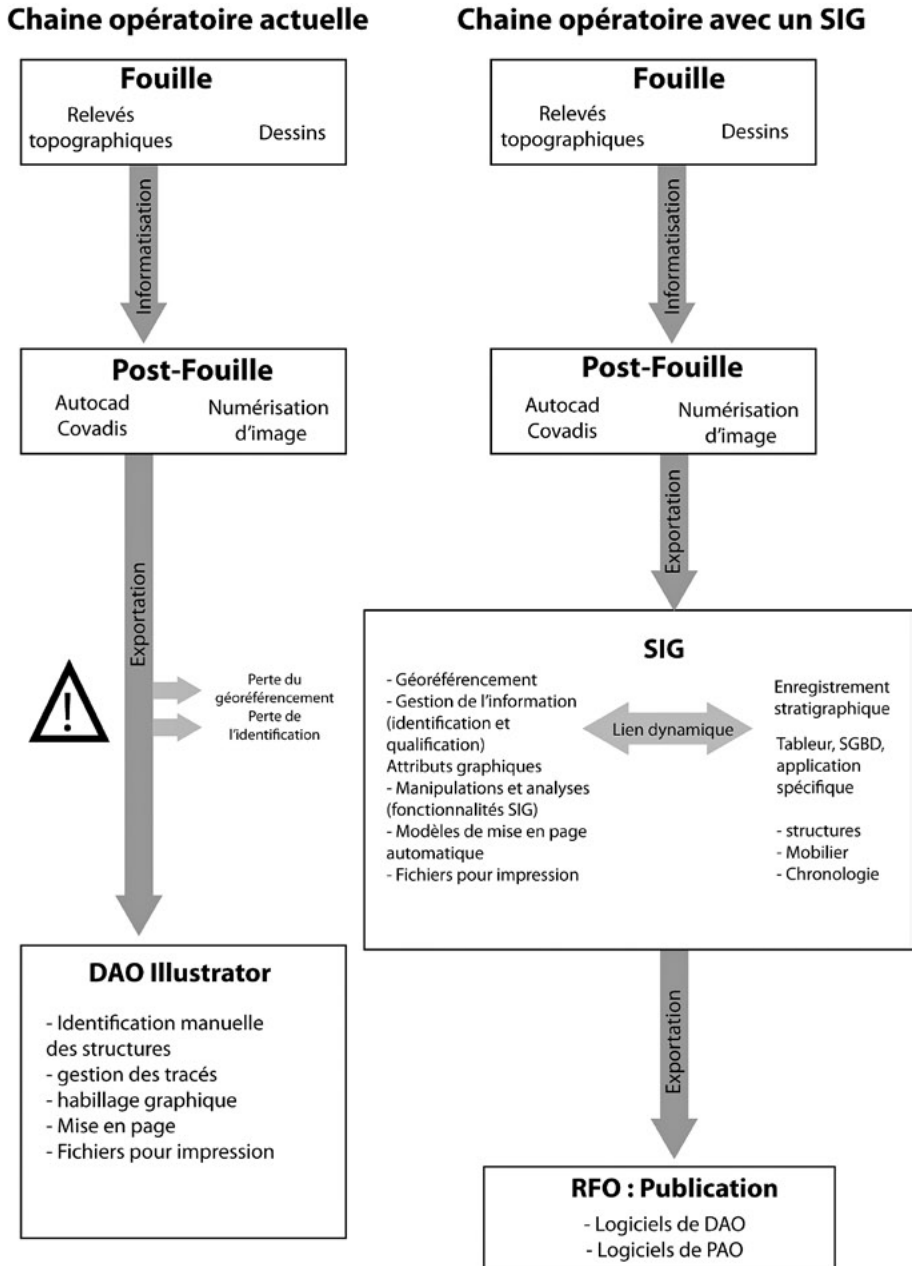 Chaine opératoire actuelle
Fouille
Relevés
topographiques
Dessins
Informatisation
Post-Fouille
Autocad
Covadis
Numérisation
d'image
Exportation
!
Perte du
géoréférencement
Perte de
l'identification
DAO Illustrator
- Identification manuelle
des structures
- gestion des tracés
- habillage graphique
- Mise en page
- Fichiers pour impression
Chaine opératoire avec un SIG
Fouille
Relevés
topographiques
Dessins
Informatisation
Post-Fouille
Autocad
Covadis
Numérisation
d'image
Exportation
SIG
- Géoréférencement
- Gestion de l'information
(identification et
qualification)
Attributs graphiques
- Manipulations et analyses
(fonctionnalités SIG)
- Modèles de mise en page
automatique
- Fichiers pour impression
Lien dynamique
Enregistrement
stratigraphique
Tableur, SGBD,
application
spécifique
- structures
- Mobilier
- Chronologie
Exportation
RFO : Publication
- Logiciels de DAO
- Logiciels de PAO